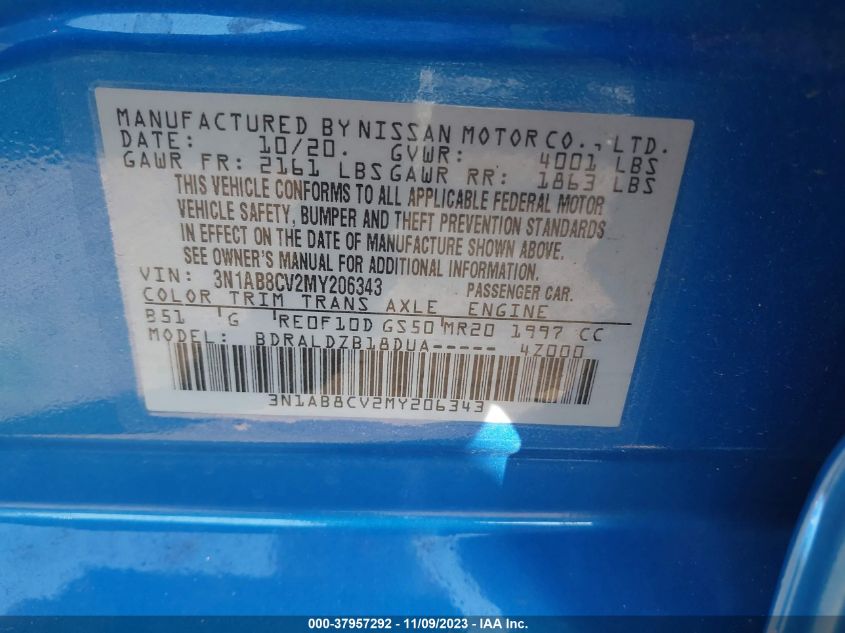 MANUFACTURED BY NISSAN MOTOR CO., LTD.
DATE: 10/20. GVWR: 4001 LBS
GAWR FR: 2161 LBS GAWR RR: 1863 LBS
THIS VEHICLE CONFORMS TO ALL APPLICABLE FEDERAL MOTOR
VEHICLE SAFETY, BUMPER AND THEFT PREVENTION STANDARDS
IN EFFECT ON THE DATE OF MANUFACTURE SHOWN ABOVE.
SEE OWNER'S MANUAL FOR ADDITIONAL INFORMATION.
VIN: 3N1AB8CV2MY206343 PASSENGER CAR.
COLOR TRIM TRANS AXLE ENGINE
B51 G RE0F10D GS50 MR20 1997 CC
MODEL: BDRALDZB18DUA----- 4Z000
3N1AB8CV2MY206343
000-37957292 - 11/09/2023 - IAAI Inc.